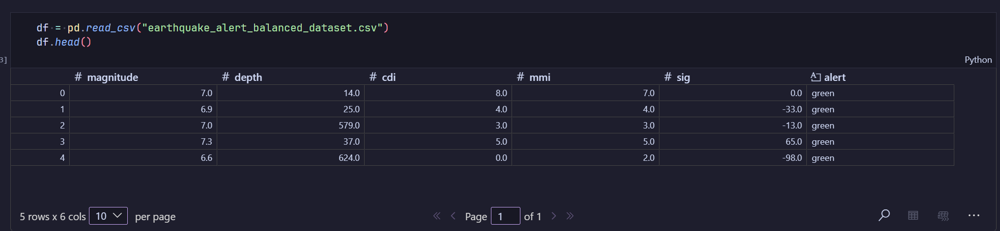 df = pd.read_csv("earthquake_alert_balanced_dataset.csv")
df.head()
3]
Python
# magnitude # depth # cdi # mmi # sig alert
0 7.0 14.0 8.0 7.0 0.0 green
1 6.9 25.0 4.0 4.0 -33.0 green
2 7.0 579.0 3.0 3.0 -13.0 green
3 7.3 37.0 5.0 5.0 65.0 green
4 6.6 624.0 0.0 2.0 -98.0 green
5 rows x 6 cols 10 per page Page 1 of 1